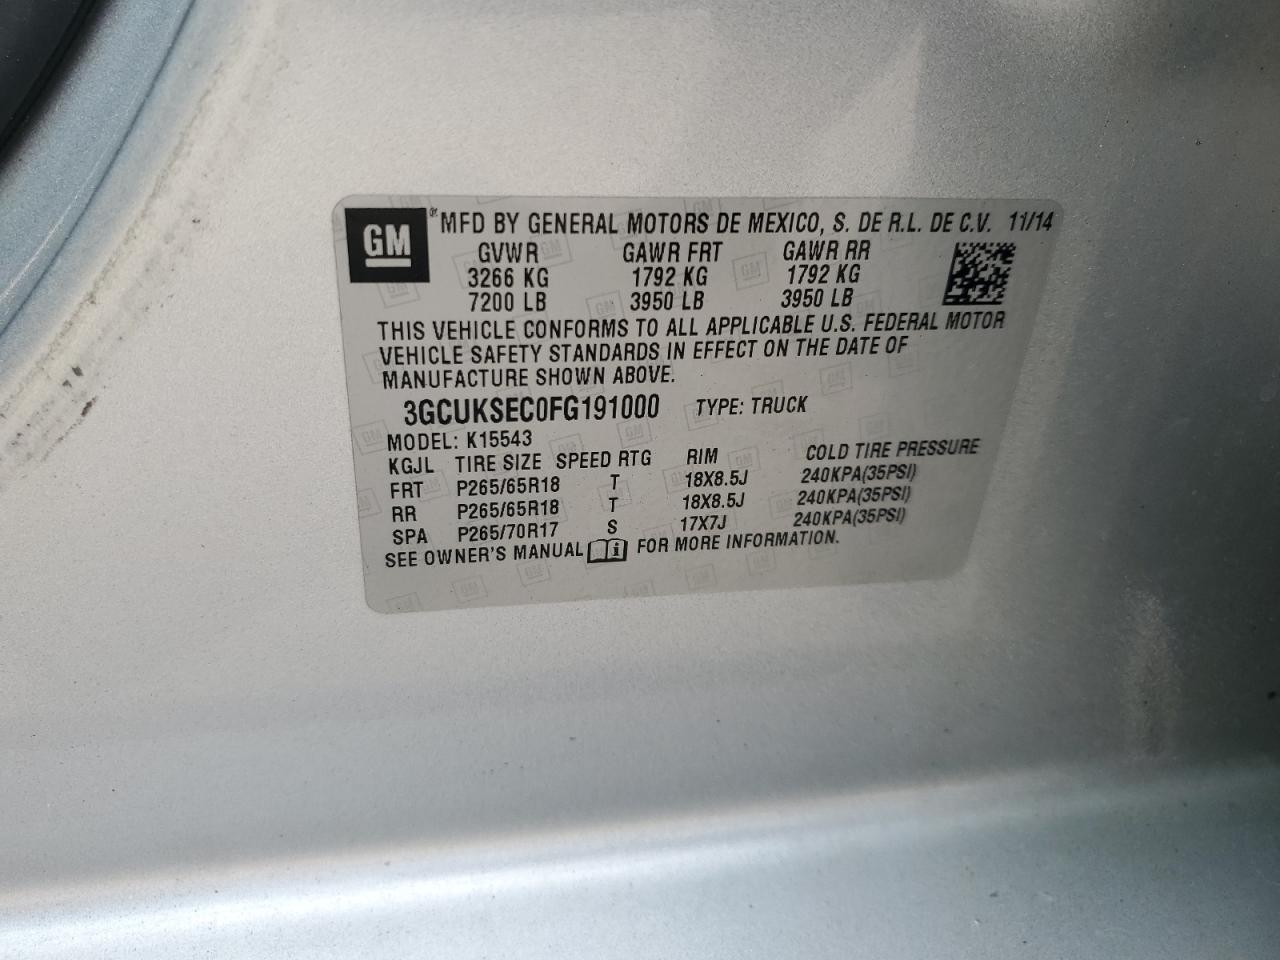 GM MFD BY GENERAL MOTORS DE MEXICO, S. DE R.L. DE C.V. 11/14
GVWR GAWR FRT GAWR RR
3266 KG 1792 KG 1792 KG
7200 LB 3950 LB 3950 LB
THIS VEHICLE CONFORMS TO ALL APPLICABLE U.S. FEDERAL MOTOR
VEHICLE SAFETY STANDARDS IN EFFECT ON THE DATE OF
MANUFACTURE SHOWN ABOVE.
3GCUKSEC0FG191000 TYPE: TRUCK
MODEL: K15543
KGJL TIRE SIZE SPEED RTG RIM COLD TIRE PRESSURE
FRT P265/65R18 T 18X8.5J 240KPA(35PSI)
RR P265/65R18 T 18X8.5J 240KPA(35PSI)
SPA P265/70R17 S 17X7J 240KPA(35PSI)
SEE OWNER'S MANUAL i FOR MORE INFORMATION.